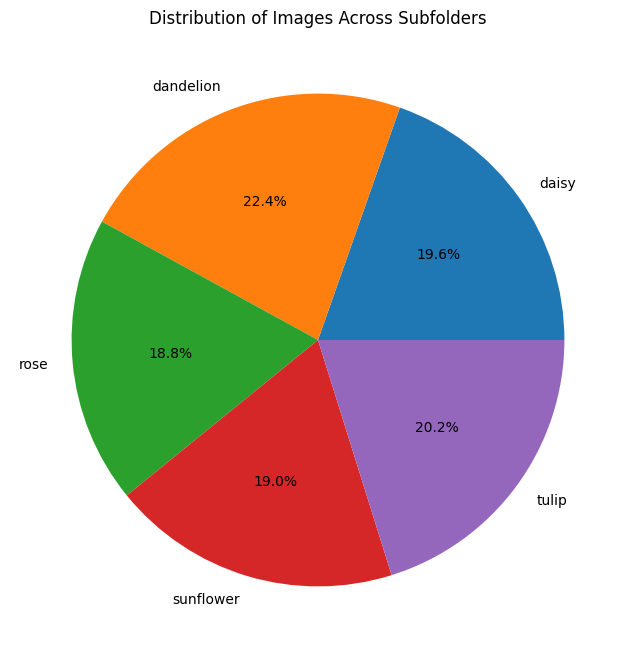 Distribution of Images Across Subfolders
dandelion
daisy
22.4%
19.6%
18.8%
rose
20.2%
19.0%
tulip
sunflower